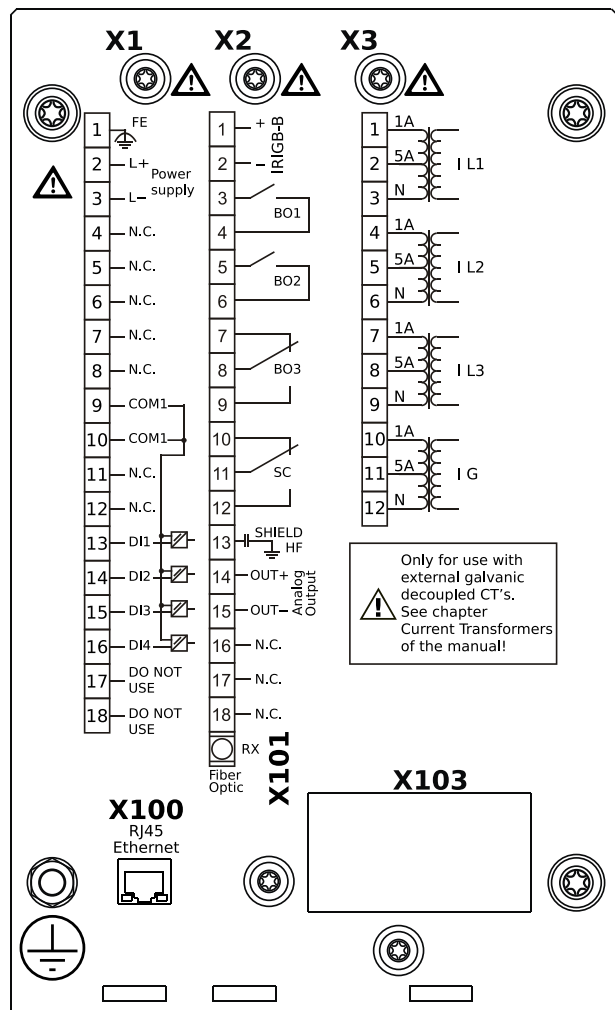 X1 X2 X3
1 FE
2 L+
Power
supply
3 L-
4 N.C.
5 N.C.
6 N.C.
7 N.C.
8 N.C.
9 COM1
10 COM1
11 N.C.
12 N.C.
13 DI1
14 DI2
15 DI3
16 DI4
17 DO NOT
USE
18 DO NOT
USE
1 +
2 –
IRIGB-B
3
4
BO1
5
6
BO2
7
8
9
BO3
10
11
12
SC
13 SHIELD
HF
14 OUT+
15 OUT–
Analog
Output
16 N.C.
17 N.C.
18 N.C.
RX
Fiber
Optic
X101
1 1A
2 5A
3 N
I L1
4 1A
5 5A
6 N
I L2
7 1A
8 5A
9 N
I L3
10 1A
11 5A
12 N
I G
Only for use with
external galvanic
decoupled CT's.
See chapter
Current Transformers
of the manual!
X100
RJ45
Ethernet
X103